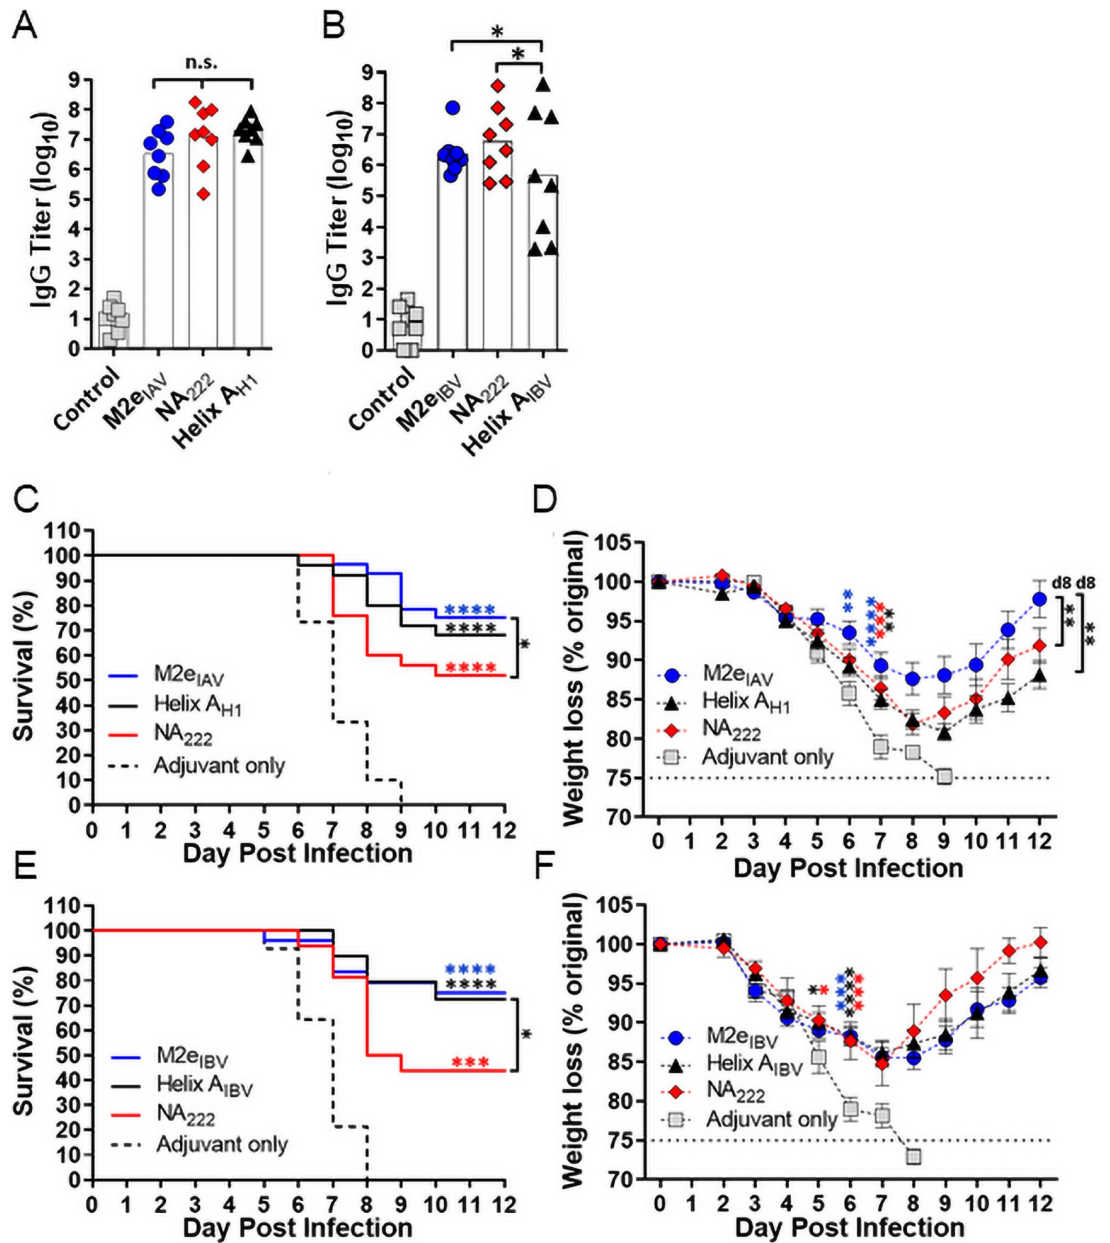 A
IgG Titer (log10)
9
8
7
6
5
4
3
2
1
0
n.s.
Control
M2eIAV
NA222
Helix AH1
B
IgG Titer (log10)
9
8
7
6
5
4
3
2
1
0
*
*
Control
M2eIBV
NA222
Helix AIBV
C
Survival (%)
110
100
90
80
70
60
50
40
30
20
10
0
M2eIAV
Helix AH1
NA222
Adjuvant only
****
****
****
*
0 1 2 3 4 5 6 7 8 9 10 11 12
Day Post Infection
D
Weight loss (% original)
105
100
95
90
85
80
75
70
M2eIAV
Helix AH1
NA222
Adjuvant only
**
****
***
**
d8 d8
**
**
0 1 2 3 4 5 6 7 8 9 10 11 12
Day Post Infection
E
Survival (%)
110
100
90
80
70
60
50
40
30
20
10
0
M2eIBV
Helix AIBV
NA222
Adjuvant only
****
****
***
*
0 1 2 3 4 5 6 7 8 9 10 11 12
Day Post Infection
F
Weight loss (% original)
105
100
95
90
85
80
75
70
M2eIBV
Helix AIBV
NA222
Adjuvant only
**
***
****
***
0 1 2 3 4 5 6 7 8 9 10 11 12
Day Post Infection